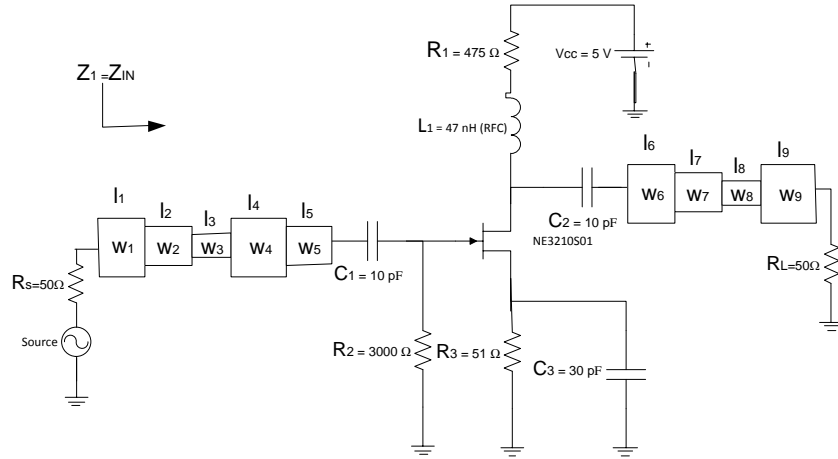 R1 = 475 Ω
Vcc = 5 V
+
-
Z1 =ZIN
L1 = 47 nH (RFC)
l1
l2
l3
l4
l5
l6
l7
l8
l9
W1
W2
W3
W4
W5
W6
W7
W8
W9
C1 = 10 pF
C2 = 10 pF
NE3210S01
Rs=50Ω
RL=50Ω
Source
R2 = 3000 Ω
R3 = 51 Ω
C3 = 30 pF